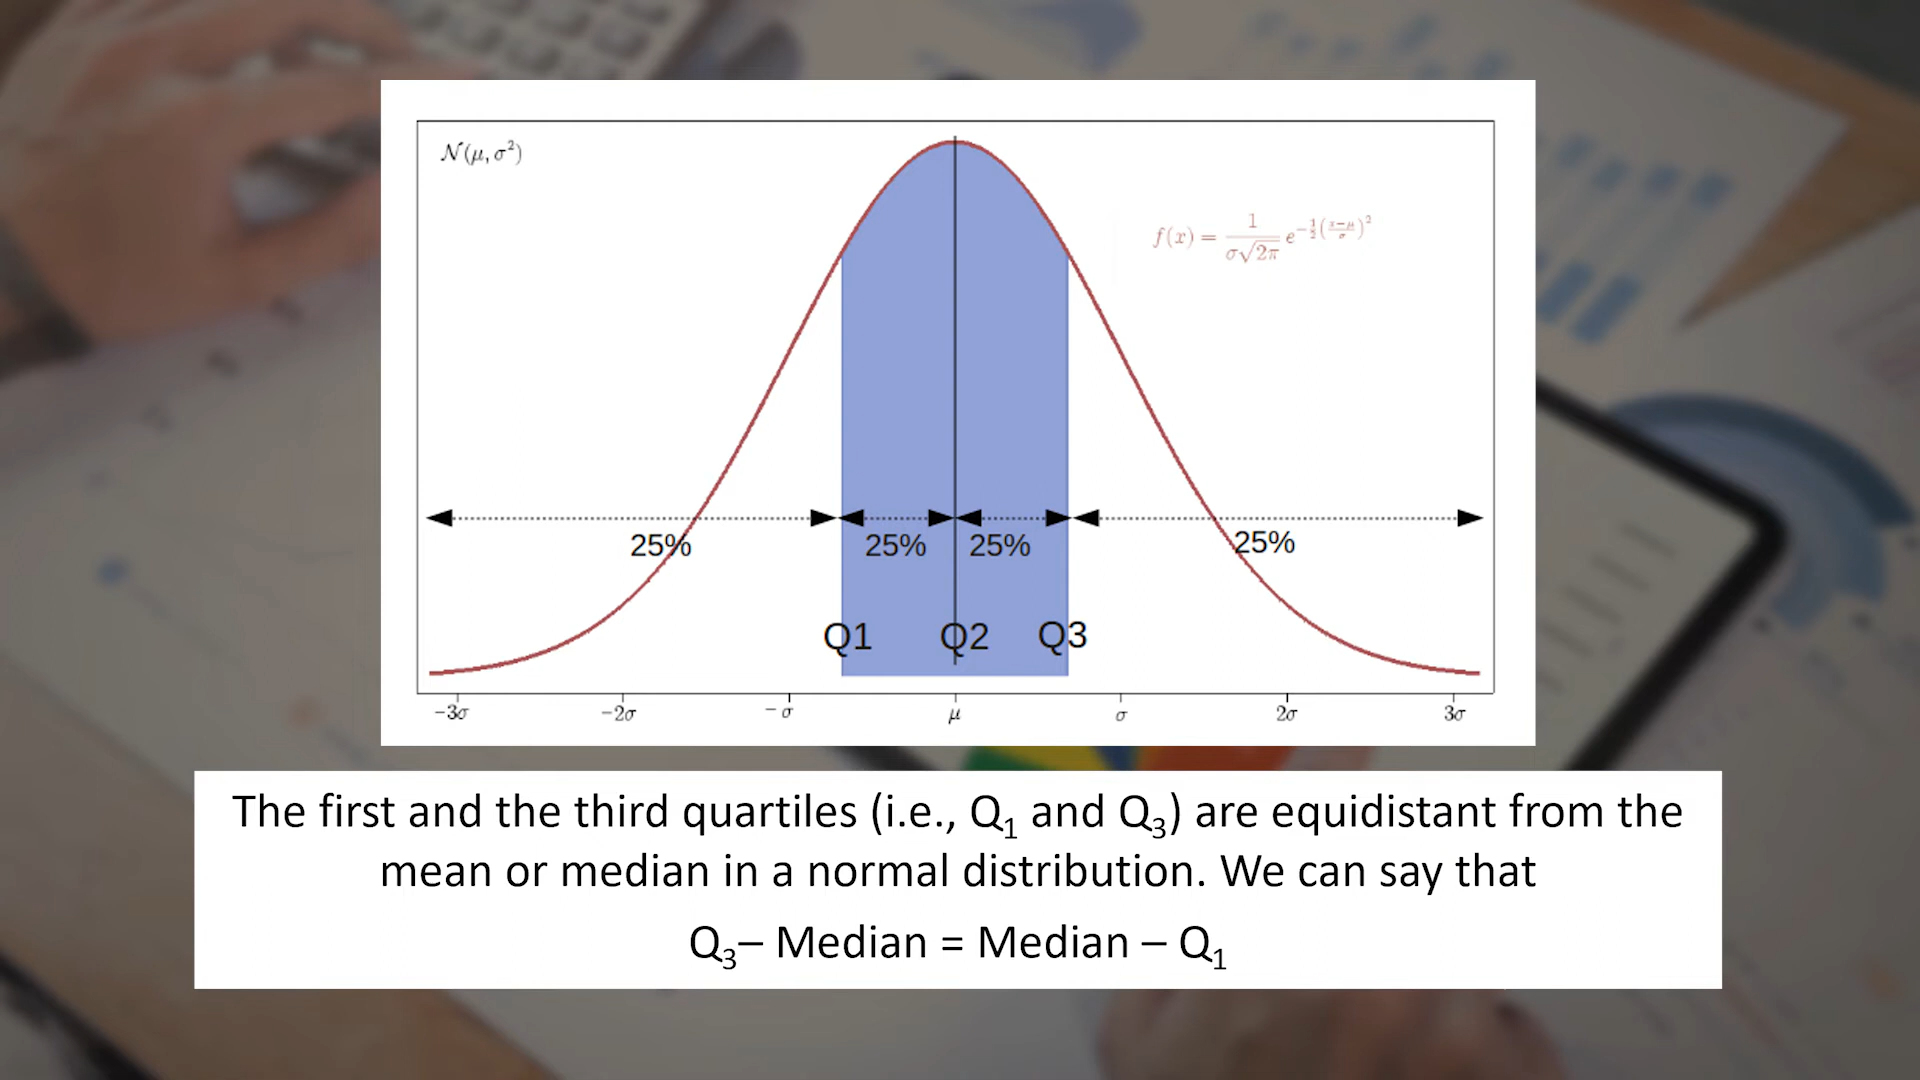 𝒩(μ, σ²)
f(x) = 1/(σ√2π) e^(−½((x−μ)/σ)²)
25% 25% 25% 25%
Q1 Q2 Q3
−3σ −2σ −σ μ σ 2σ 3σ
The first and the third quartiles (i.e., Q₁ and Q₃) are equidistant from the
mean or median in a normal distribution. We can say that
Q₃– Median = Median – Q₁